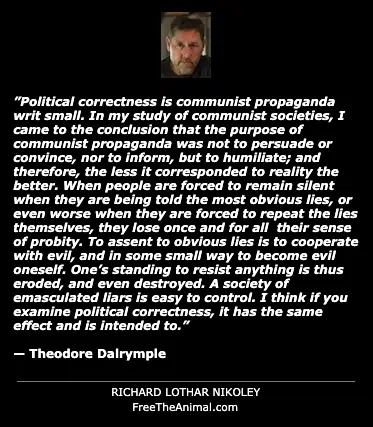 "Political correctness is communist propaganda
writ small. In my study of communist societies, I
came to the conclusion that the purpose of
communist propaganda was not to persuade or
convince, nor to inform, but to humiliate; and
therefore, the less it corresponded to reality the
better. When people are forced to remain silent
when they are being told the most obvious lies, or
even worse when they are forced to repeat the lies
themselves, they lose once and for all  their sense
of probity. To assent to obvious lies is to cooperate
with evil, and in some small way to become evil
oneself. One's standing to resist anything is thus
eroded, and even destroyed. A society of
emasculated liars is easy to control. I think if you
examine political correctness, it has the same
effect and is intended to."
— Theodore Dalrymple
RICHARD LOTHAR NIKOLEY
FreeTheAnimal.com